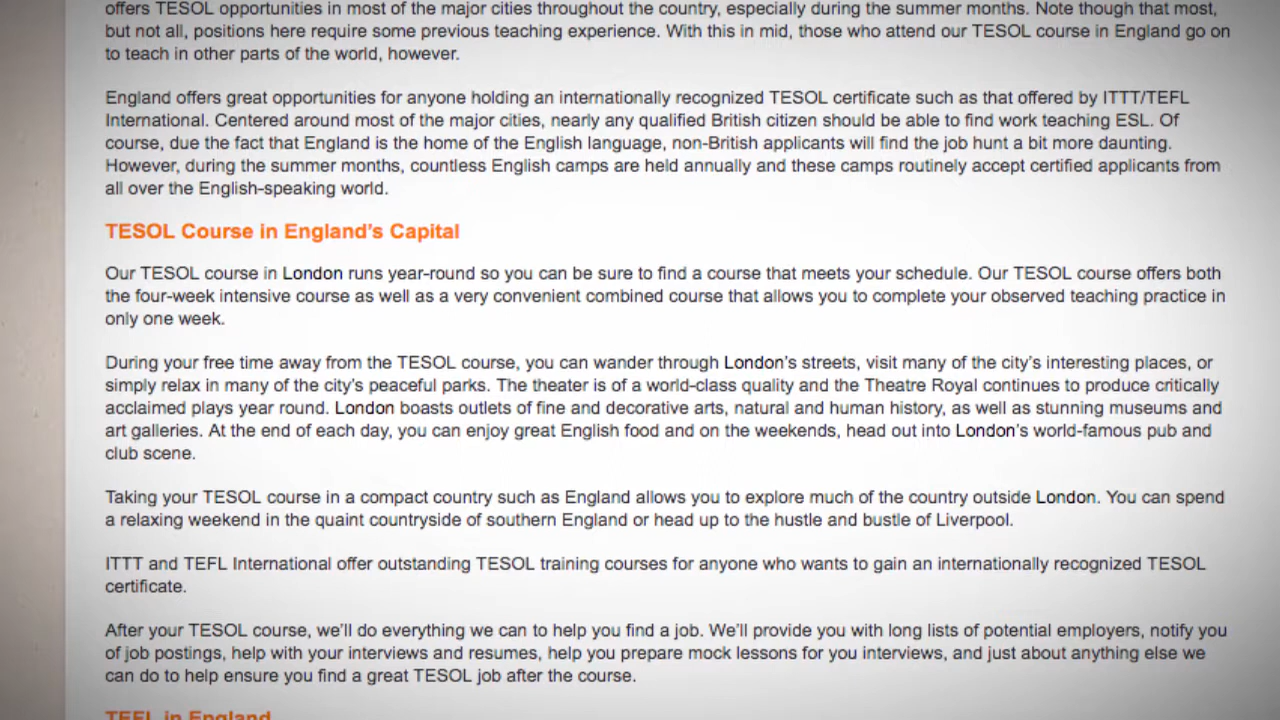 offers TESOL opportunities in most of the major cities throughout the country, especially during the summer months. Note though that most,
but not all, positions here require some previous teaching experience. With this in mid, those who attend our TESOL course in England go on
to teach in other parts of the world, however.
England offers great opportunities for anyone holding an internationally recognized TESOL certificate such as that offered by ITTT/TEFL
International. Centered around most of the major cities, nearly any qualified British citizen should be able to find work teaching ESL. Of
course, due the fact that England is the home of the English language, non-British applicants will find the job hunt a bit more daunting.
However, during the summer months, countless English camps are held annually and these camps routinely accept certified applicants from
all over the English-speaking world.
TESOL Course in England’s Capital
Our TESOL course in London runs year-round so you can be sure to find a course that meets your schedule. Our TESOL course offers both
the four-week intensive course as well as a very convenient combined course that allows you to complete your observed teaching practice in
only one week.
During your free time away from the TESOL course, you can wander through London’s streets, visit many of the city’s interesting places, or
simply relax in many of the city’s peaceful parks. The theater is of a world-class quality and the Theatre Royal continues to produce critically
acclaimed plays year round. London boasts outlets of fine and decorative arts, natural and human history, as well as stunning museums and
art galleries. At the end of each day, you can enjoy great English food and on the weekends, head out into London’s world-famous pub and
club scene.
Taking your TESOL course in a compact country such as England allows you to explore much of the country outside London. You can spend
a relaxing weekend in the quaint countryside of southern England or head up to the hustle and bustle of Liverpool.
ITTT and TEFL International offer outstanding TESOL training courses for anyone who wants to gain an internationally recognized TESOL
certificate.
After your TESOL course, we’ll do everything we can to help you find a job. We’ll provide you with long lists of potential employers, notify you
of job postings, help with your interviews and resumes, help you prepare mock lessons for you interviews, and just about anything else we
can do to help ensure you find a great TESOL job after the course.
TEFL in England